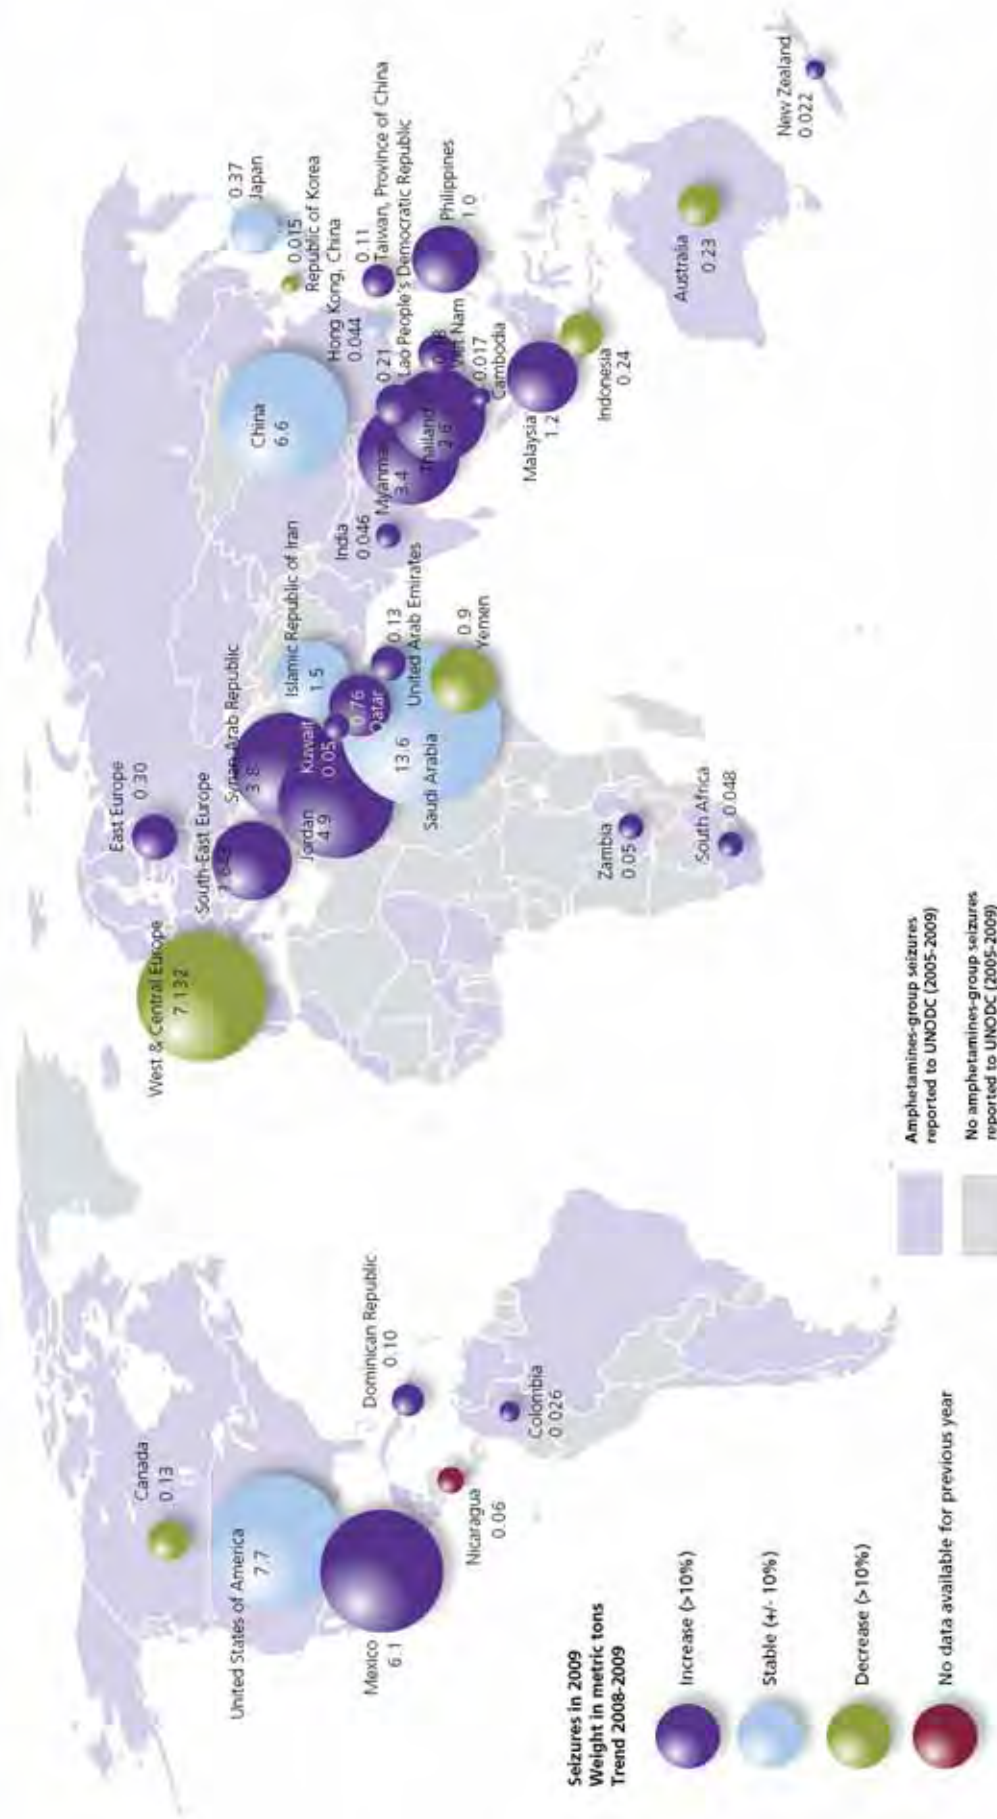 Canada
0.13
United States of America
7.7
Mexico
6.1
Dominican Republic
0.10
Nicaragua
0.06
Colombia
0.026
West & Central Europe
7.132
East Europe
0.30
South-East Europe
Syrian Arab Republic
3.8
Jordan
4.9
Kuwait
0.05
Islamic Republic of Iran
1.5
0.76
Qatar
0.13
United Arab Emirates
13.6
Saudi Arabia
0.9
Yemen
Zambia
0.05
South Africa
0.048
India
0.046
China
6.6
Myanmar
3.4
Thailand
2.6
0.21
Lao People's Democratic Republic
Hong Kong, China
0.044
0.37
Japan
0.015
Republic of Korea
0.11
Taiwan, Province of China
Philippines
1.0
Viet Nam
0.017
Cambodia
Malaysia
1.2
Indonesia
0.24
Australia
0.23
New Zealand
0.022
Seizures in 2009
Weight in metric tons
Trend 2008-2009
Increase (>10%)
Stable (+/- 10%)
Decrease (>10%)
No data available for previous year
Amphetamines-group seizures
reported to UNODC (2005-2009)
No amphetamines-group seizures
reported to UNODC (2005-2009)